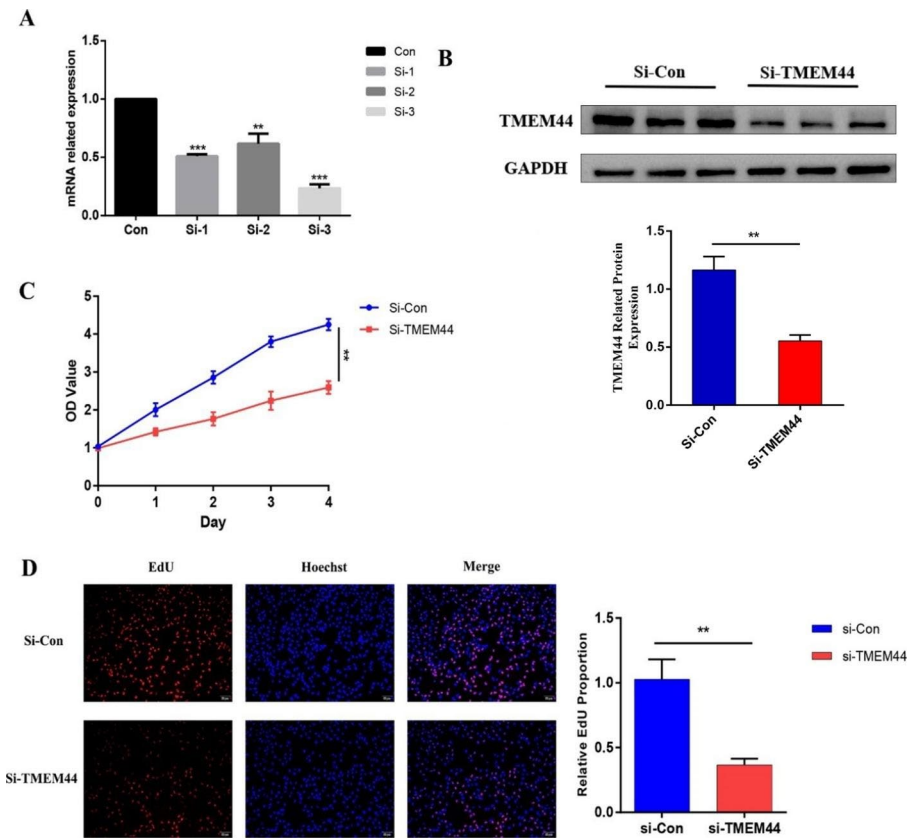 A
1.5
1.0
0.5
0.0
mRNA related expression
***
**
***
Con
Si-1
Si-2
Si-3
Con
Si-1
Si-2
Si-3
B
Si-Con
Si-TMEM44
TMEM44
GAPDH
TMEM44 Related Protein
Expression
1.5
1.0
0.5
0.0
**
Si-Con
Si-TMEM44
C
5
4
3
2
1
0
OD Value
0
1
2
3
4
Day
Si-Con
Si-TMEM44
**
D
EdU
Hoechst
Merge
Si-Con
Si-TMEM44
Relative EdU Proportion
1.5
1.0
0.5
0.0
**
si-Con
si-TMEM44
si-Con
si-TMEM44